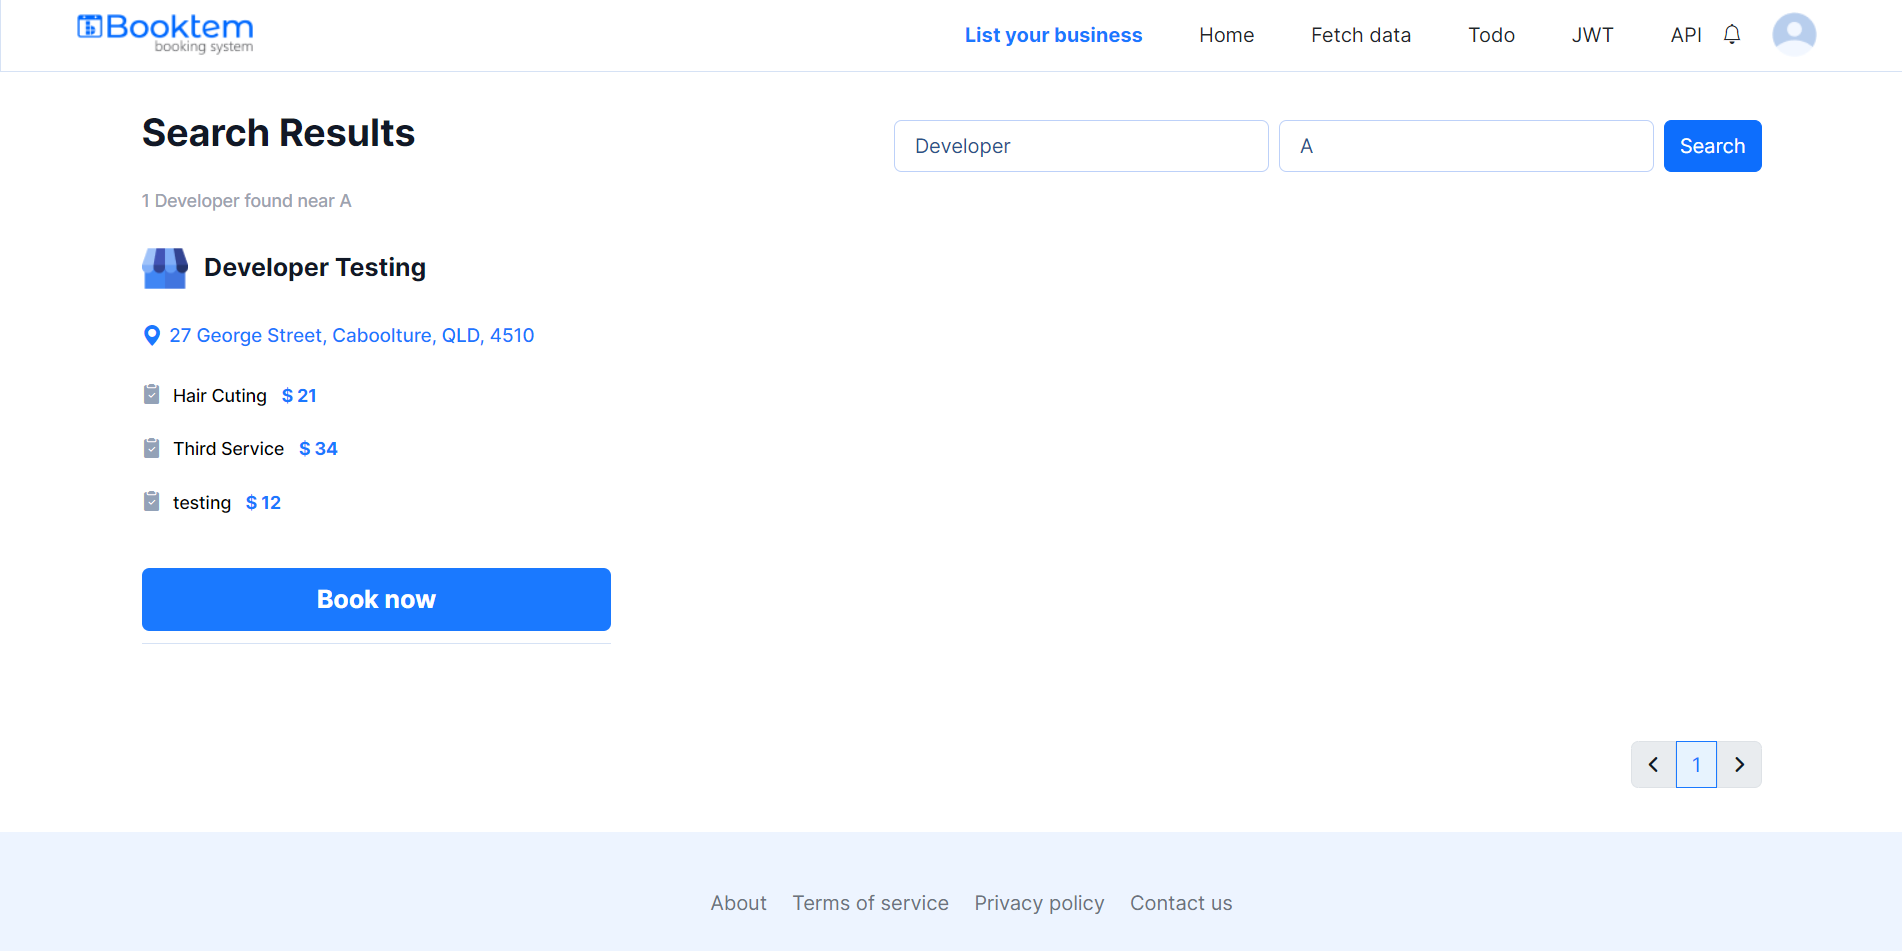 Booktem
booking system
List your business Home Fetch data Todo JWT API
Search Results
Developer A Search
1 Developer found near A
Developer Testing
27 George Street, Caboolture, QLD, 4510
Hair Cuting $ 21
Third Service $ 34
testing $ 12
Book now
1
About Terms of service Privacy policy Contact us